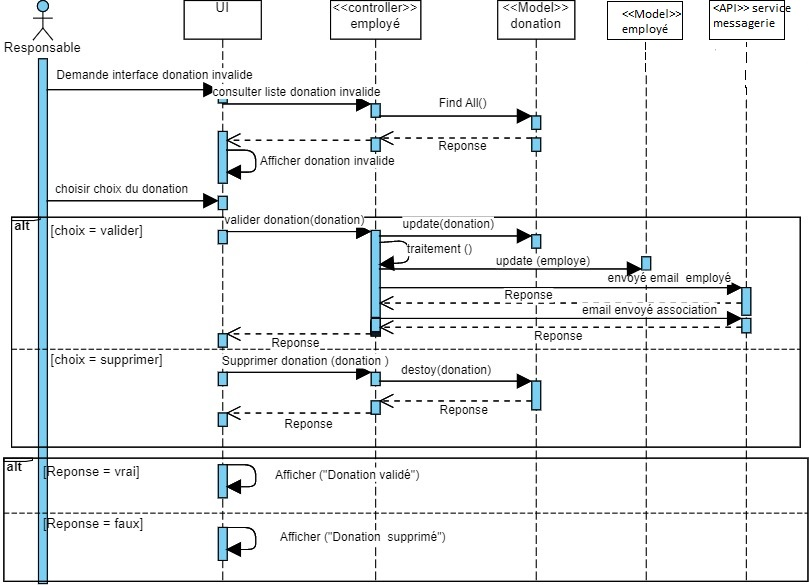 Responsable
UI
<<controller>>
employé
<<Model>>
donation
<<Model>>
employé
<API>> service
messagerie
Demande interface donation invalide
consulter liste donation invalide
Find All()
Reponse
Afficher donation invalide
choisir choix du donation
alt
[choix = valider]
valider donation(donation)
update(donation)
traitement ()
update (employe)
envoyé email employé
Reponse
email envoyé association
Reponse
Reponse
[choix = supprimer]
Supprimer donation (donation )
destoy(donation)
Reponse
Reponse
alt
[Reponse = vrai]
Afficher ("Donation validé")
[Reponse = faux]
Afficher ("Donation supprimé")